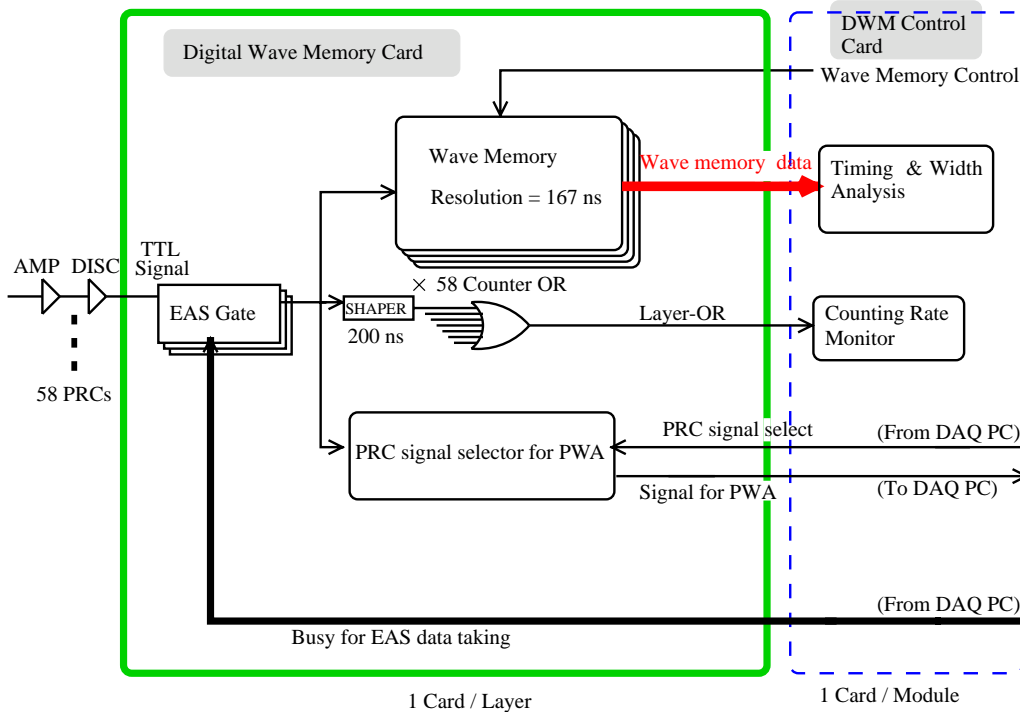 Digital Wave Memory Card
DWM Control
Card
Wave Memory Control
Wave Memory
Resolution = 167 ns
Wave memory data
Timing & Width
Analysis
× 58 Counter OR
AMP
DISC
TTL
Signal
EAS Gate
SHAPER
200 ns
Layer-OR
Counting Rate
Monitor
58 PRCs
PRC signal selector for PWA
PRC signal select
(From DAQ PC)
Signal for PWA
(To DAQ PC)
(From DAQ PC)
Busy for EAS data taking
1 Card / Layer
1 Card / Module